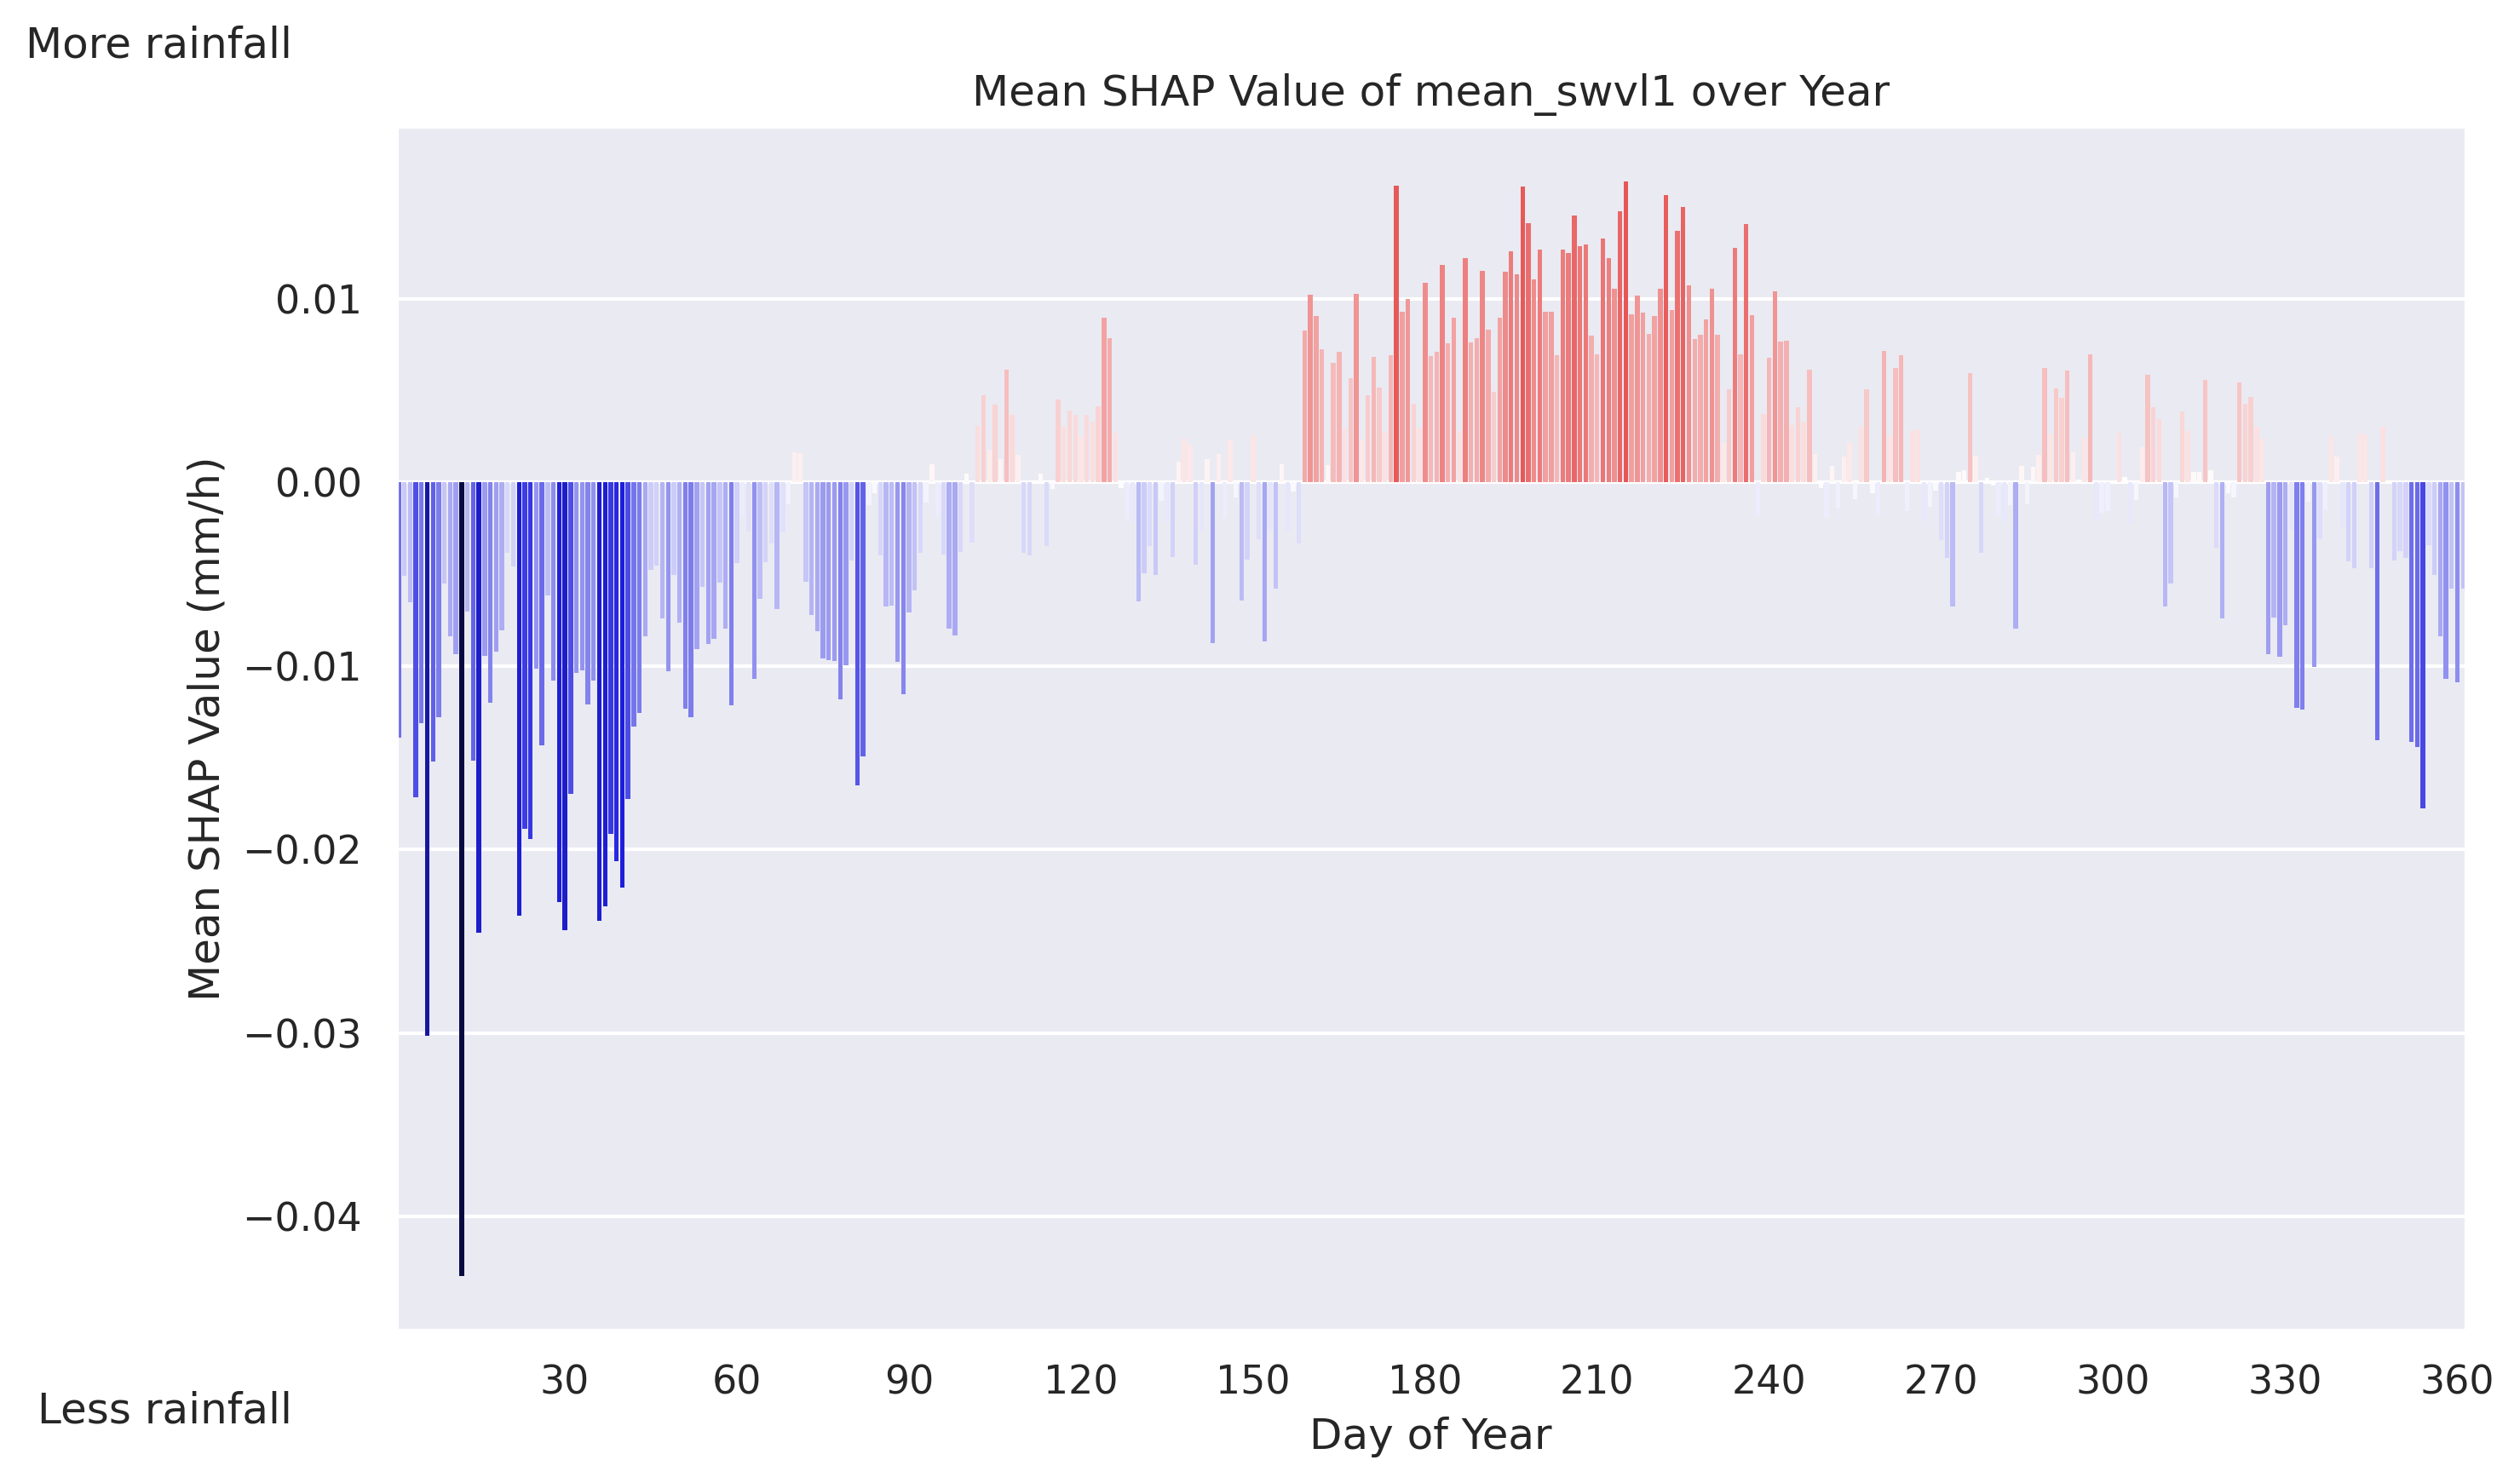 More rainfall
Mean SHAP Value of mean_swvl1 over Year
Mean SHAP Value (mm/h)
0.01
0.00
−0.01
−0.02
−0.03
−0.04
30 60 90 120 150 180 210 240 270 300 330 360
Less rainfall
Day of Year